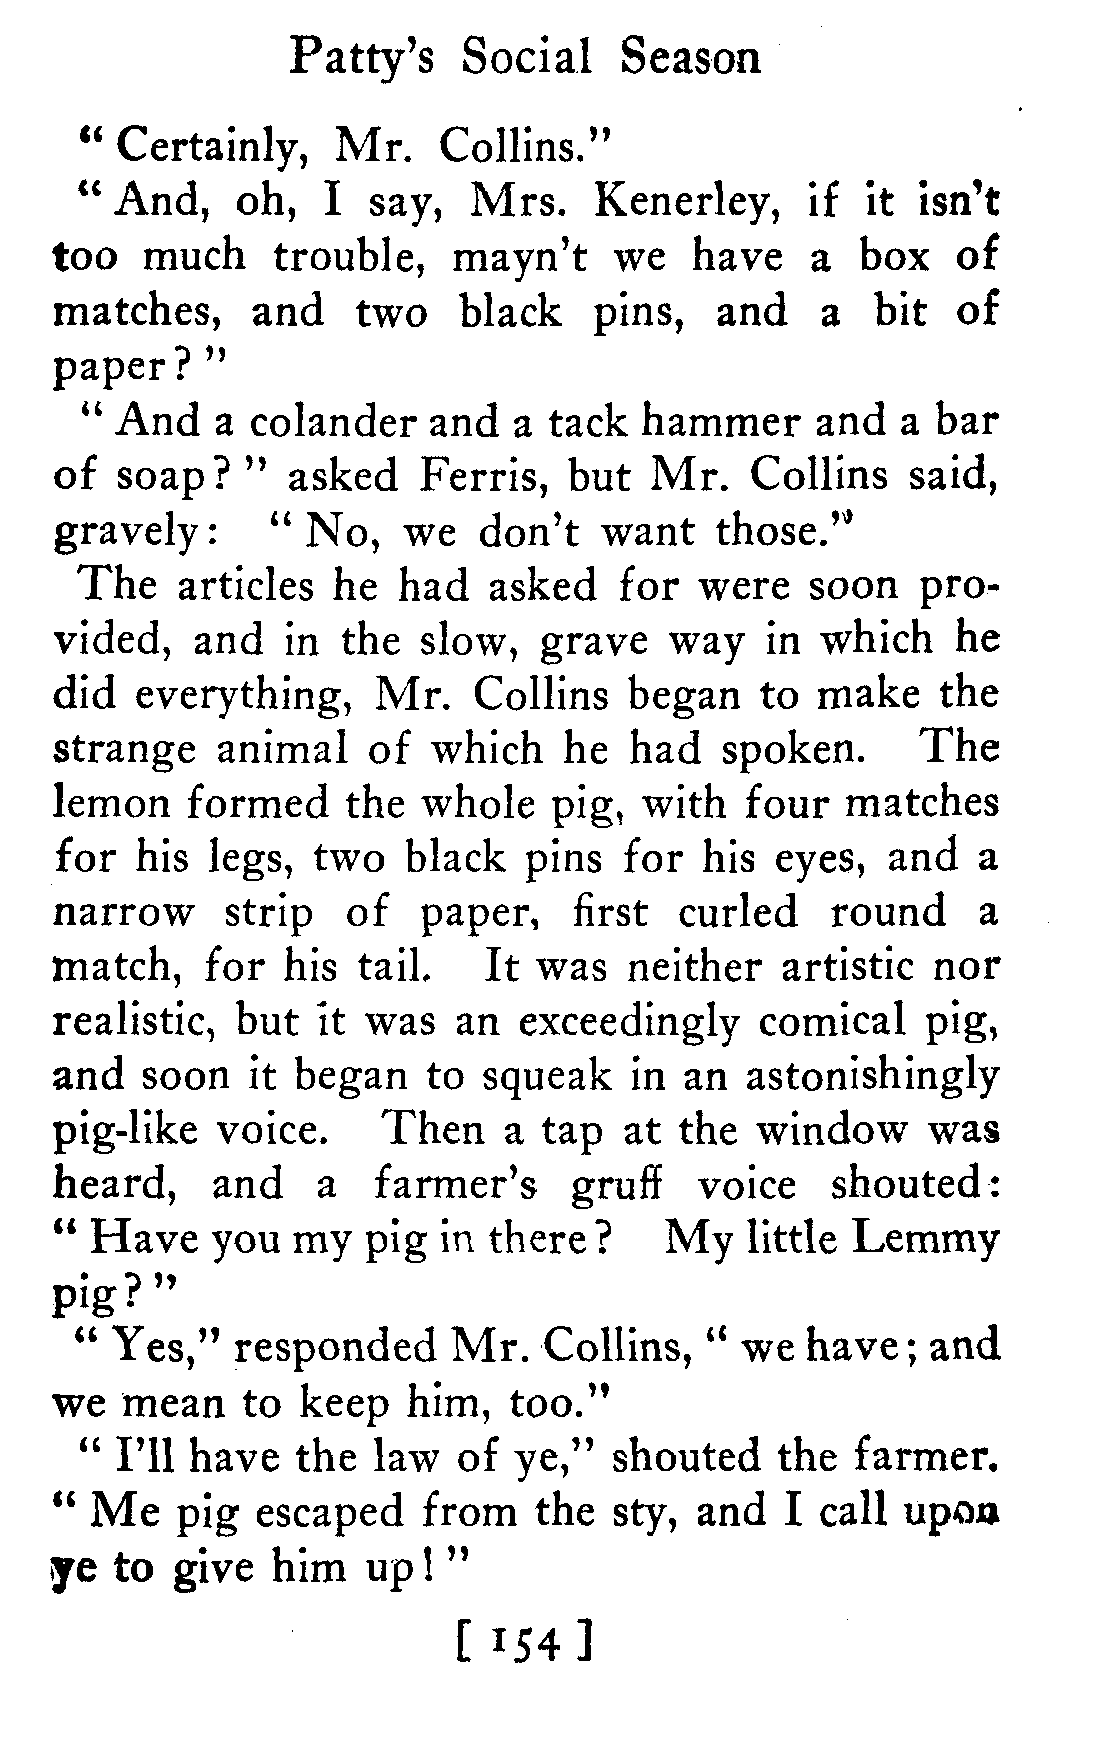 Patty's Social Season
" Certainly, Mr. Collins."
" And, oh, I say, Mrs. Kenerley, if it isn't
too much trouble, mayn't we have a box of
matches, and two black pins, and a bit of
paper? "
" And a colander and a tack hammer and a bar
of soap? " asked Ferris, but Mr. Collins said,
gravely: " No, we don't want those."
The articles he had asked for were soon pro-
vided, and in the slow, grave way in which he
did everything, Mr. Collins began to make the
strange animal of which he had spoken. The
lemon formed the whole pig, with four matches
for his legs, two black pins for his eyes, and a
narrow strip of paper, first curled round a
match, for his tail. It was neither artistic nor
realistic, but it was an exceedingly comical pig,
and soon it began to squeak in an astonishingly
pig-like voice. Then a tap at the window was
heard, and a farmer's gruff voice shouted:
" Have you my pig in there? My little Lemmy
pig? "
" Yes," responded Mr. Collins, " we have; and
we mean to keep him, too."
" I'll have the law of ye," shouted the farmer.
" Me pig escaped from the sty, and I call upon
ye to give him up! "
[ 154 ]